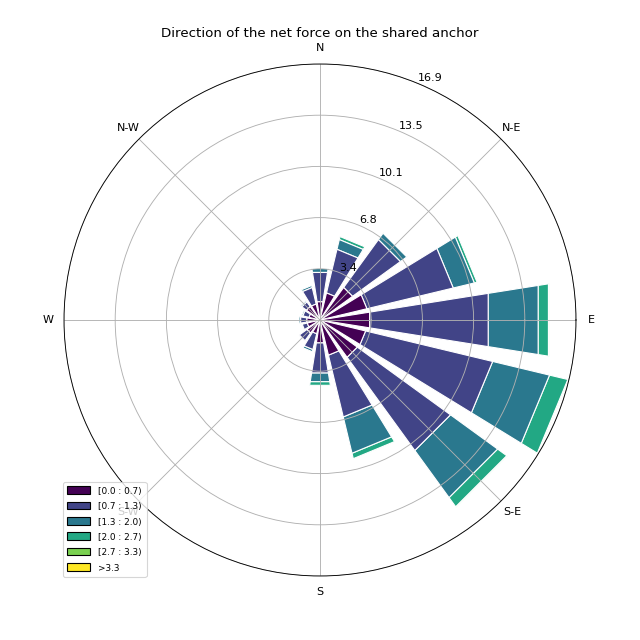 Direction of the net force on the shared anchor
N
16.9
N-W
13.5
N-E
10.1
6.8
3.4
W
E
[0.0 : 0.7)
[0.7 : 1.3)
S-W
S-E
[1.3 : 2.0)
[2.0 : 2.7)
[2.7 : 3.3)
>3.3
S